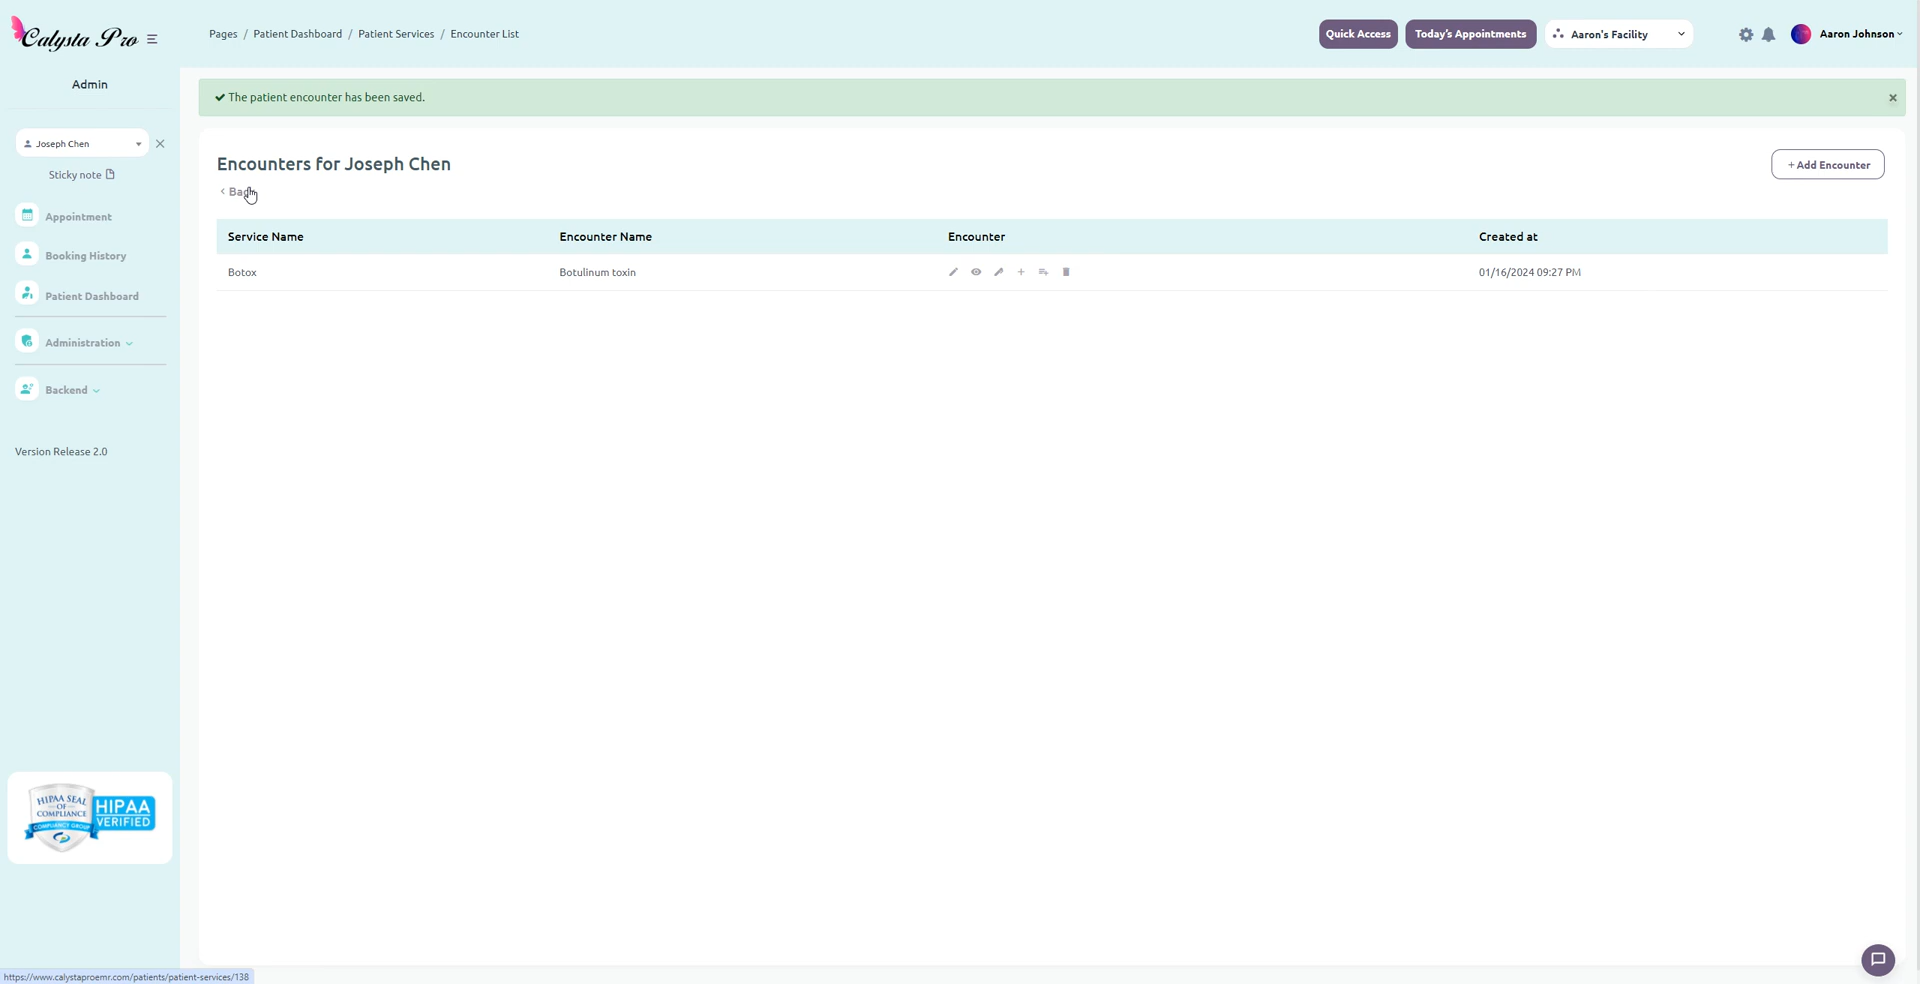 Calysta Pro
Pages / Patient Dashboard / Patient Services / Encounter List
Quick Access
Today's Appointments
Aaron's Facility
Aaron Johnson
Admin
The patient encounter has been saved.
×
Joseph Chen
Sticky note
Appointment
Booking History
Patient Dashboard
Administration
Backend
Version Release 2.0
Encounters for Joseph Chen
+ Add Encounter
Service Name Encounter Name Encounter Created at
Botox Botulinum toxin 01/16/2024 09:27 PM
HIPAA SEAL
OF
COMPLIANCE
COMPLIANCY GROUP
HIPAA
VERIFIED
https://www.calystaproemr.com/patients/patient-services/138